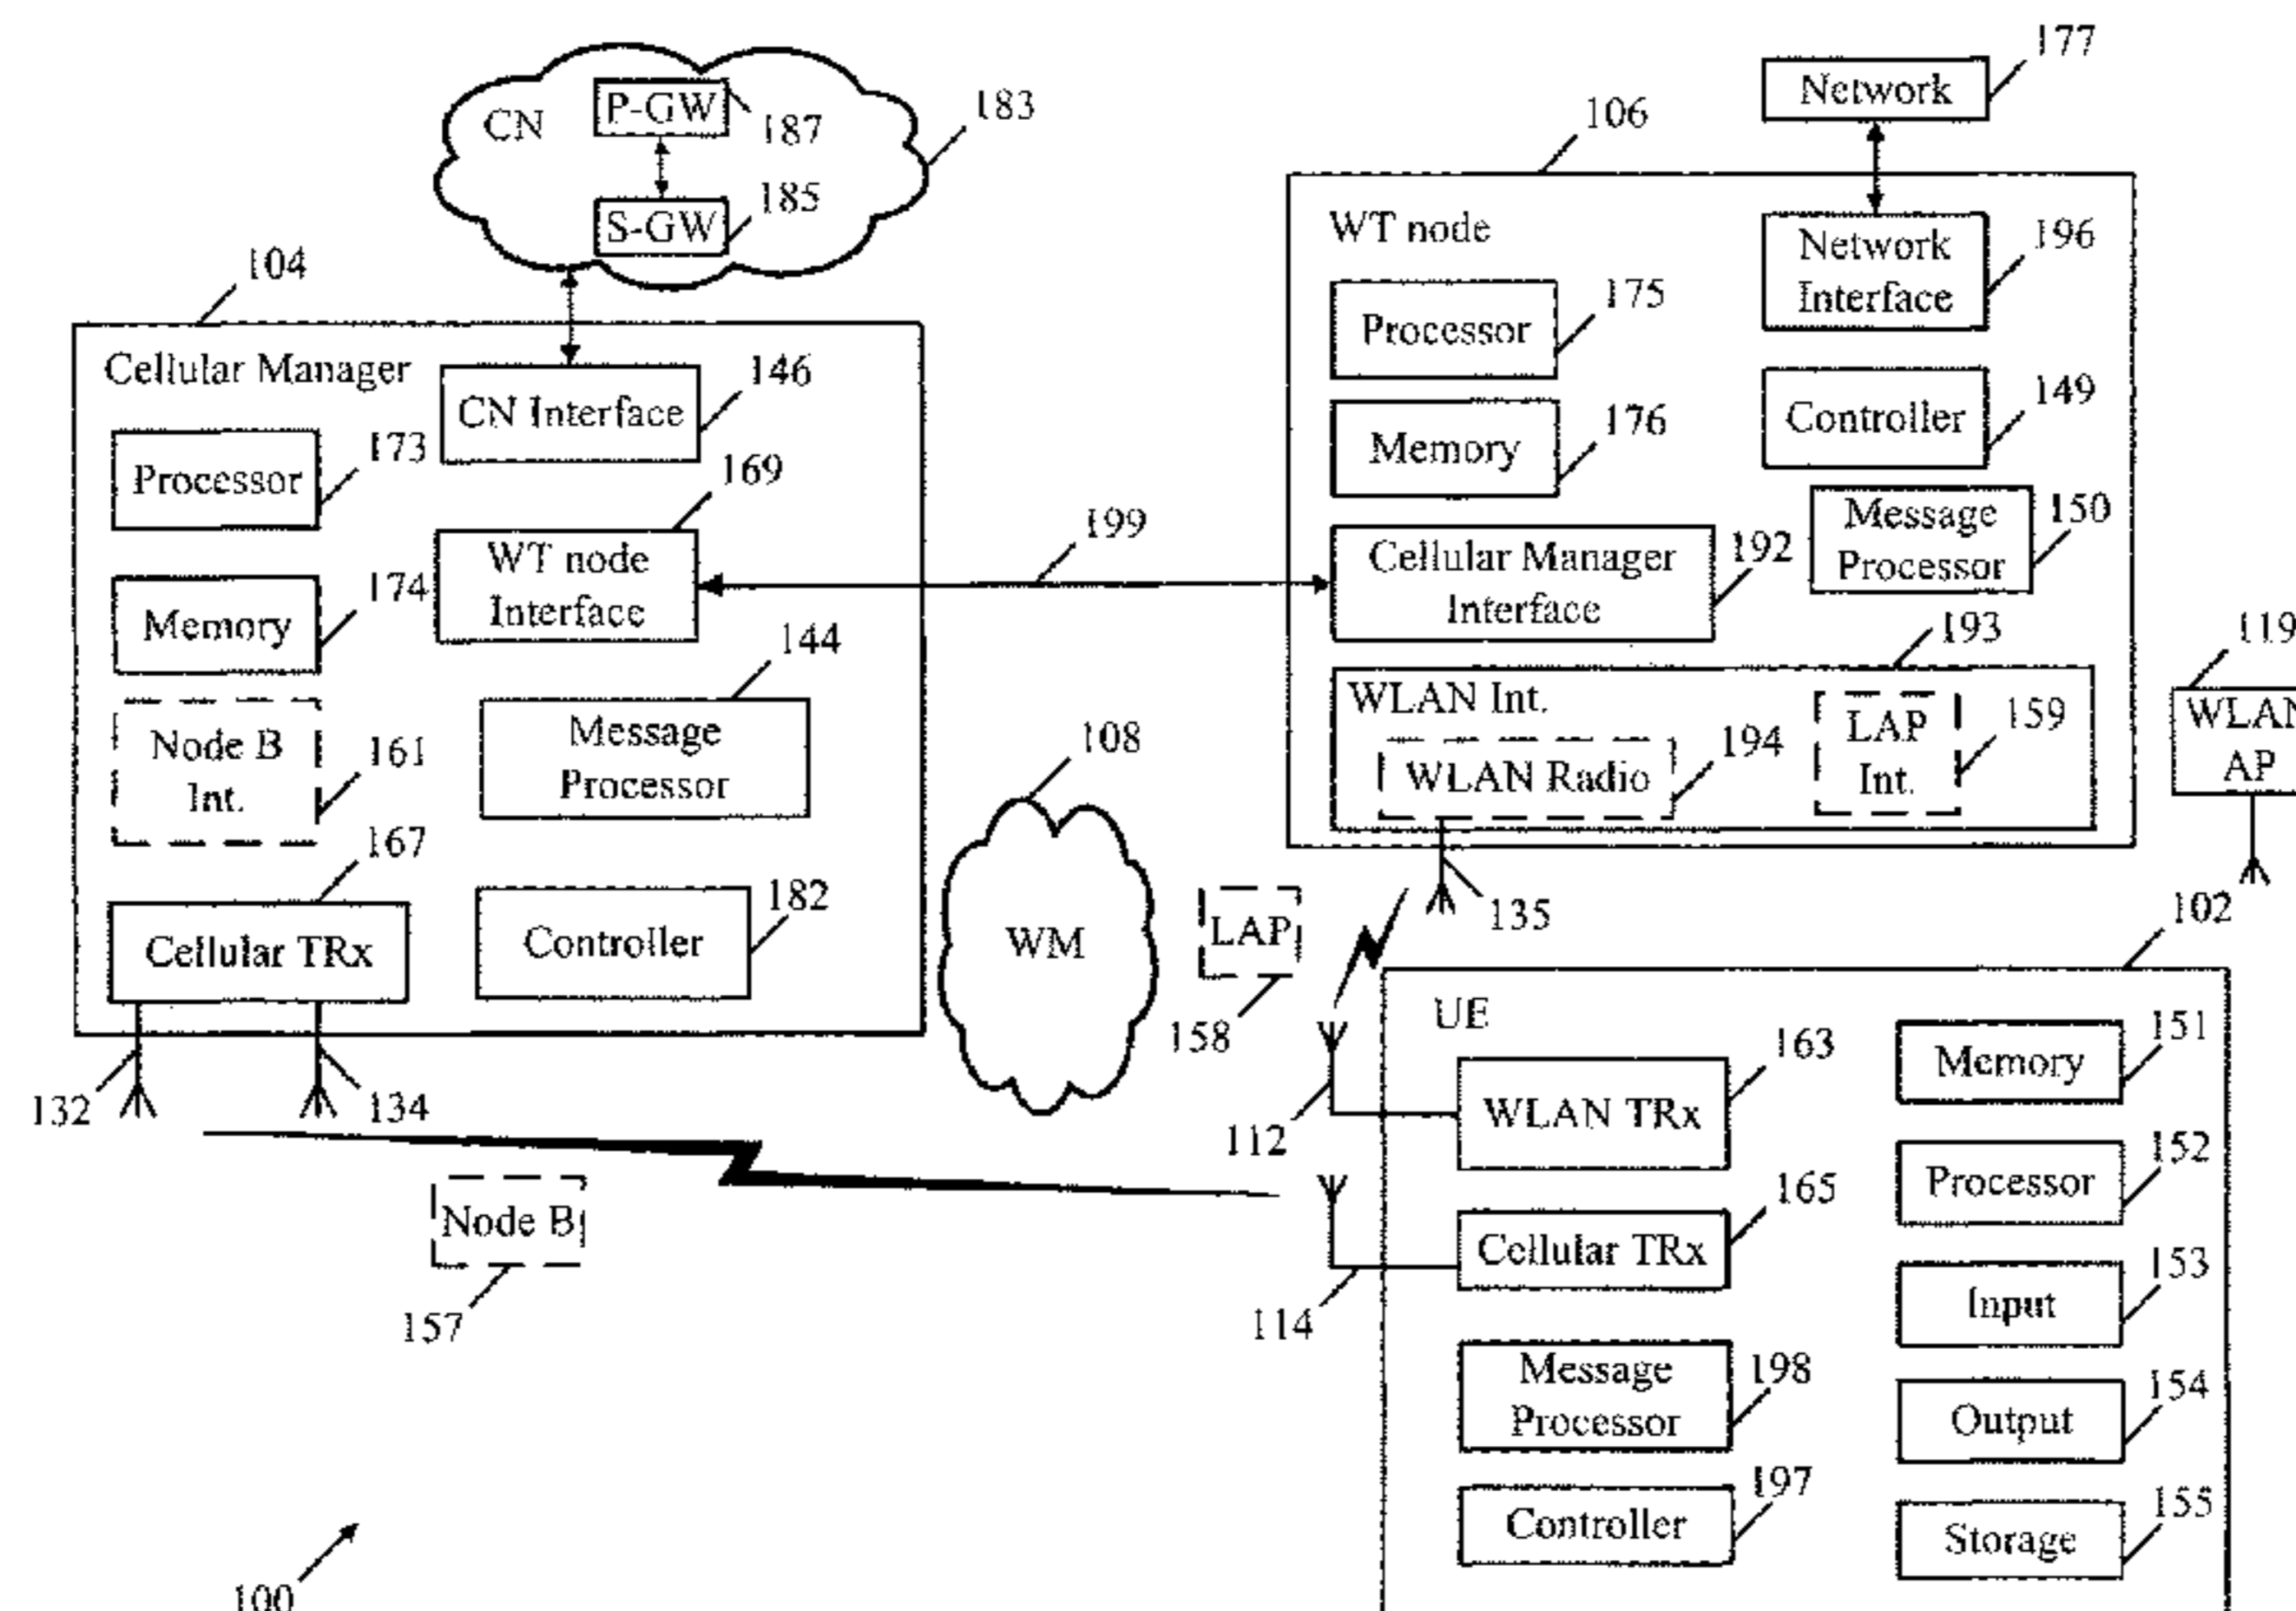 177
Network
183
CN
P-GW
187
S-GW
185
106
WT node
Network
Interface
196
Processor
175
Controller
149
Memory
176
Message
Processor
150
Cellular Manager
Interface
192
193
WLAN Int.
WLAN Radio
194
LAP
Int.
159
119
WLAN
AP
135
104
Cellular Manager
CN Interface
146
Processor
173
169
WT node
Interface
199
Memory
174
144
Message
Processor
Node B
Int.
161
167
Cellular TRx
Controller
182
132
134
108
WM
LAP
158
102
UE
112
WLAN TRx
163
Memory
151
Processor
152
114
Cellular TRx
165
Input
153
Message
Processor
198
Output
154
Controller
197
Storage
155
Node B
157
100